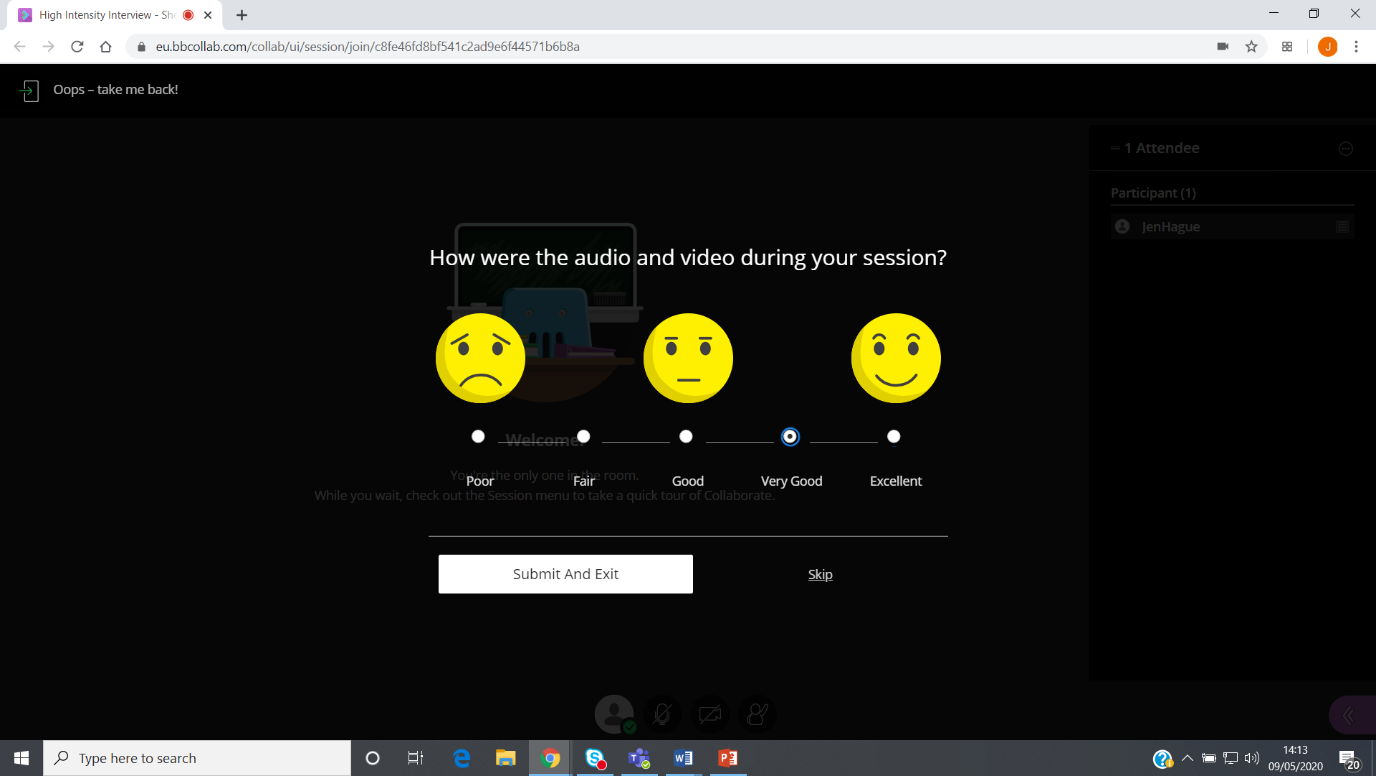 High Intensity Interview - She
eu.bbcollab.com/collab/ui/session/join/c8fe46fd8bf541c2ad9e6f44571b6b8a
J
Oops – take me back!
1 Attendee
Participant (1)
JenHague
How were the audio and video during your session?
Welcome!
You're the only one in the room.
Poor Fair Good Very Good Excellent
While you wait, check out the Session menu to take a quick tour of Collaborate.
Submit And Exit Skip
Type here to search
14:13
09/05/2020
20